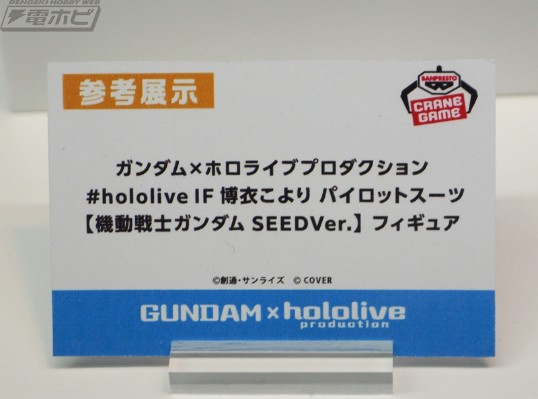 DENGEKI HOBBY WEB
電ホビ
参考展示
BANPRESTO
CRANE
GAME
ガンダム×ホロライブプロダクション
#hololive IF 博衣こより パイロットスーツ
【機動戦士ガンダム SEEDVer.】 フィギュア
©創通・サンライズ © COVER
GUNDAM × hololive
production